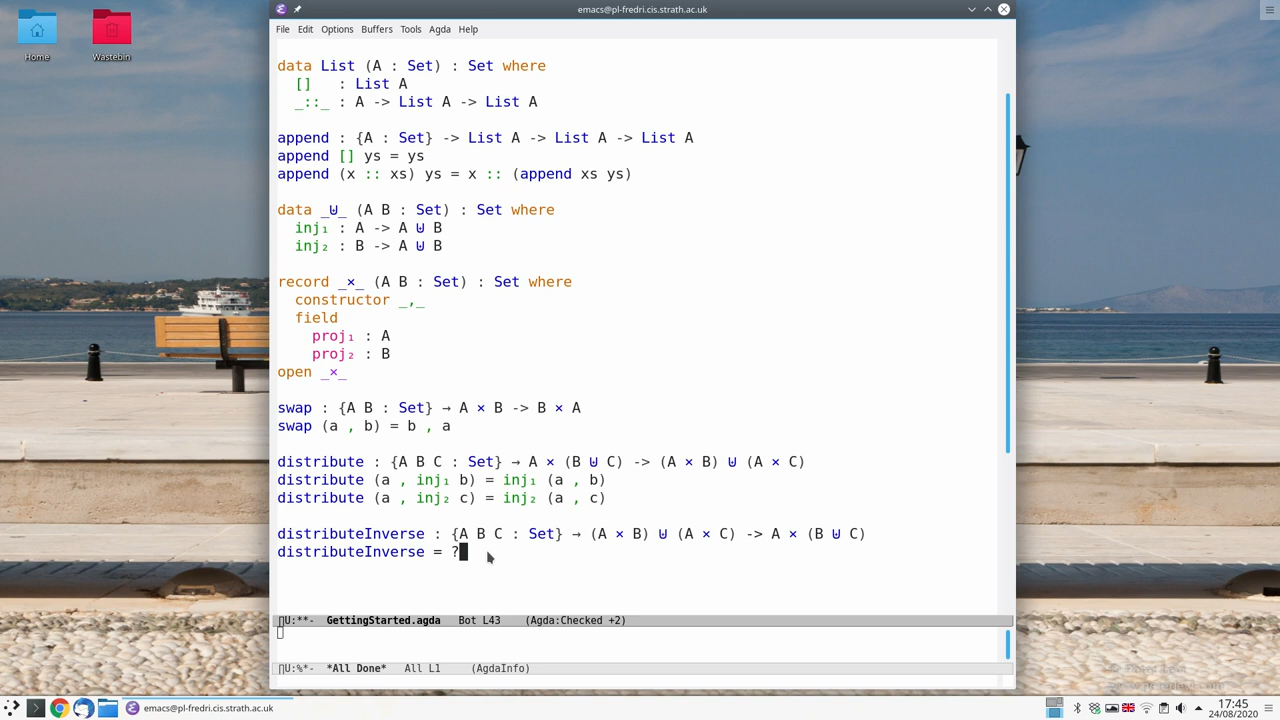 emacs@pl-fredri.cis.strath.ac.uk
File Edit Options Buffers Tools Agda Help
Home
Wastebin
data List (A : Set) : Set where
  []   : List A
  _::_ : A -> List A -> List A
append : {A : Set} -> List A -> List A -> List A
append [] ys = ys
append (x :: xs) ys = x :: (append xs ys)
data _⊎_ (A B : Set) : Set where
  inj₁ : A -> A ⊎ B
  inj₂ : B -> A ⊎ B
record _×_ (A B : Set) : Set where
  constructor _,_
  field
    proj₁ : A
    proj₂ : B
open _×_
swap : {A B : Set} → A × B -> B × A
swap (a , b) = b , a
distribute : {A B C : Set} → A × (B ⊎ C) -> (A × B) ⊎ (A × C)
distribute (a , inj₁ b) = inj₁ (a , b)
distribute (a , inj₂ c) = inj₂ (a , c)
distributeInverse : {A B C : Set} → (A × B) ⊎ (A × C) -> A × (B ⊎ C)
distributeInverse = ?
U:**-  GettingStarted.agda   Bot L43   (Agda:Checked +2)
U:%*-  *All Done*   All L1   (AgdaInfo)
emacs@pl-fredri.cis.strath.ac.uk
17:45
24/08/2020